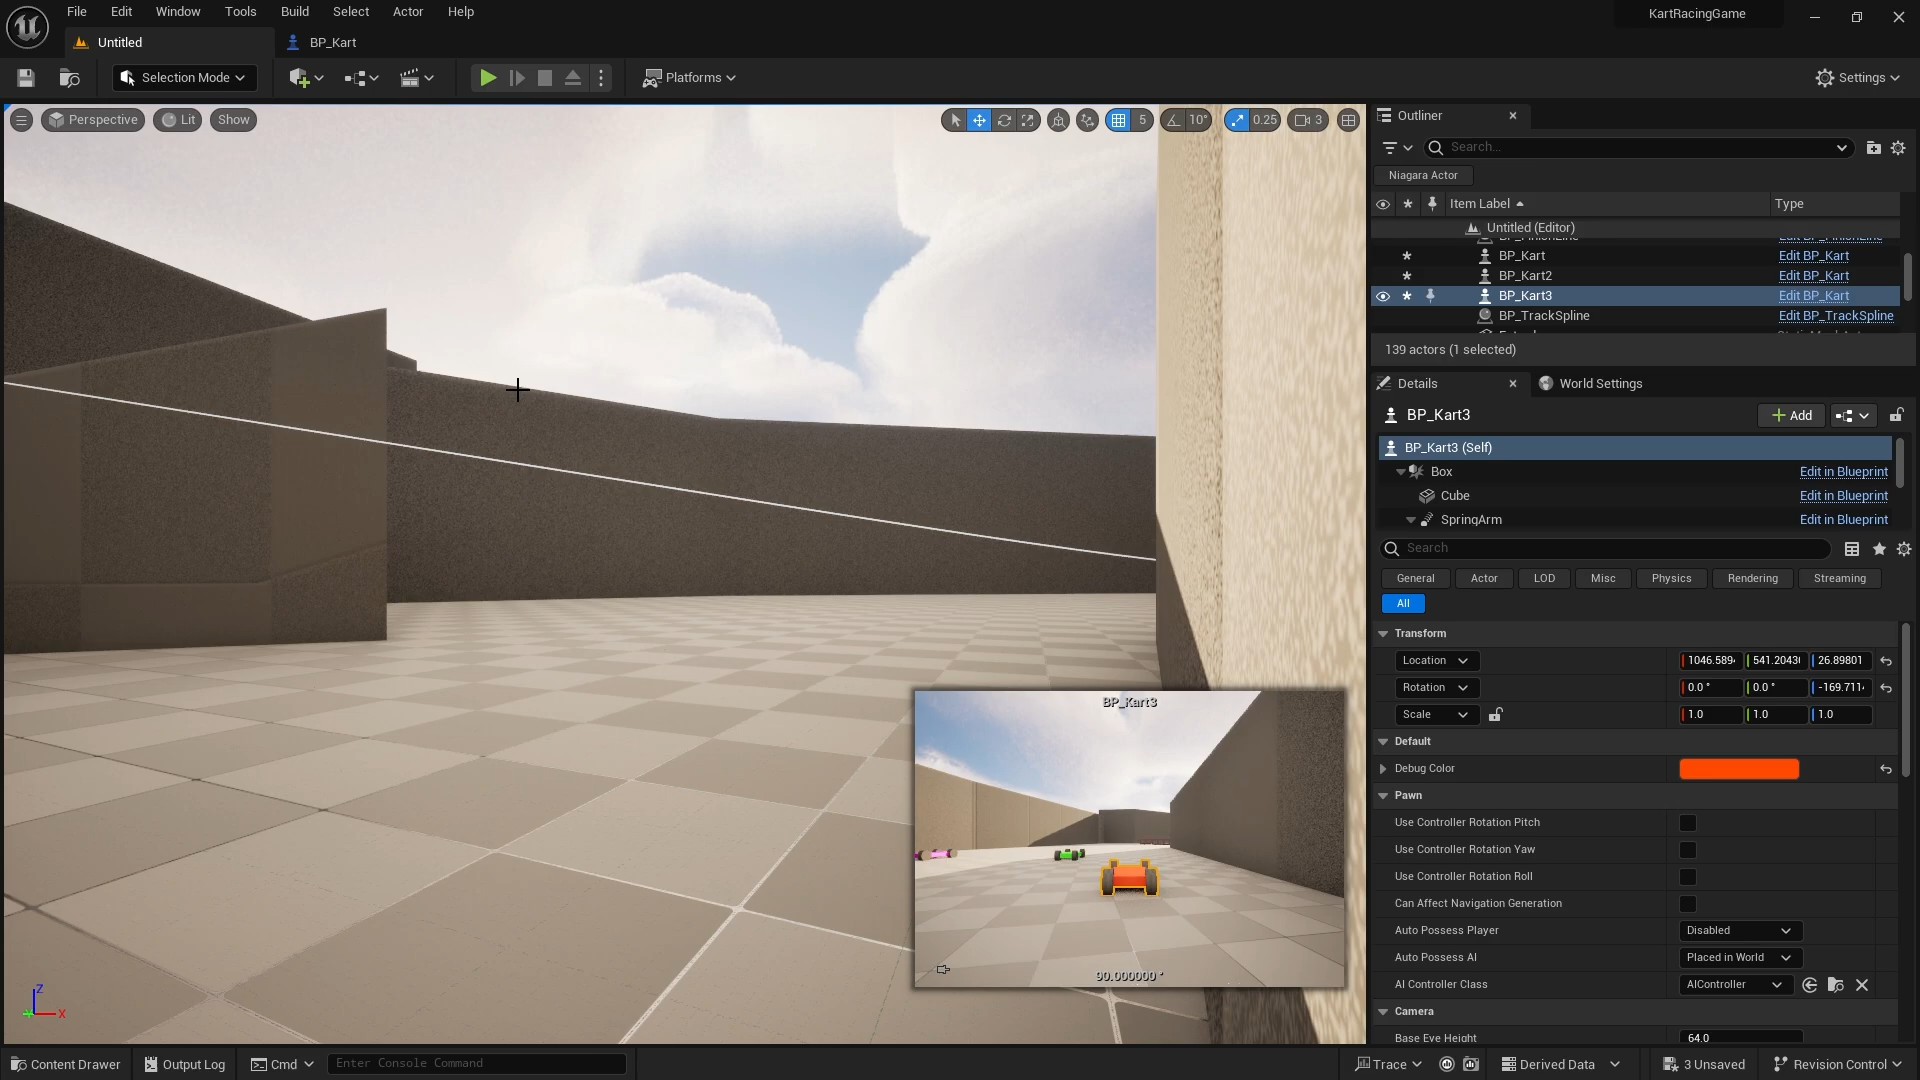 File Edit Window Tools Build Select Actor Help
KartRacingGame
Untitled
BP_Kart
Selection Mode
Platforms
Settings
Perspective
Lit
Show
5
10°
0.25
3
Outliner
Search...
Niagara Actor
Item Label
Type
Untitled (Editor)
BP_FinishLine Edit BP_FinishLine
BP_Kart Edit BP_Kart
BP_Kart2 Edit BP_Kart
BP_Kart3 Edit BP_Kart
BP_TrackSpline Edit BP_TrackSpline
139 actors (1 selected)
Details
World Settings
BP_Kart3
Add
BP_Kart3 (Self)
Box Edit in Blueprint
Cube Edit in Blueprint
SpringArm Edit in Blueprint
Search
General Actor LOD Misc Physics Rendering Streaming
All
Transform
Location 1046.589 541.2043 26.89801
Rotation 0.0 ° 0.0 ° -169.711
Scale 1.0 1.0 1.0
Default
Debug Color
Pawn
Use Controller Rotation Pitch
Use Controller Rotation Yaw
Use Controller Rotation Roll
Can Affect Navigation Generation
Auto Possess Player Disabled
Auto Possess AI Placed in World
AI Controller Class AIController
Camera
Base Eye Height 64.0
BP_Kart3
90.000000 °
Z
X
Content Drawer
Output Log
Cmd
Enter Console Command
Trace
Derived Data
3 Unsaved
Revision Control